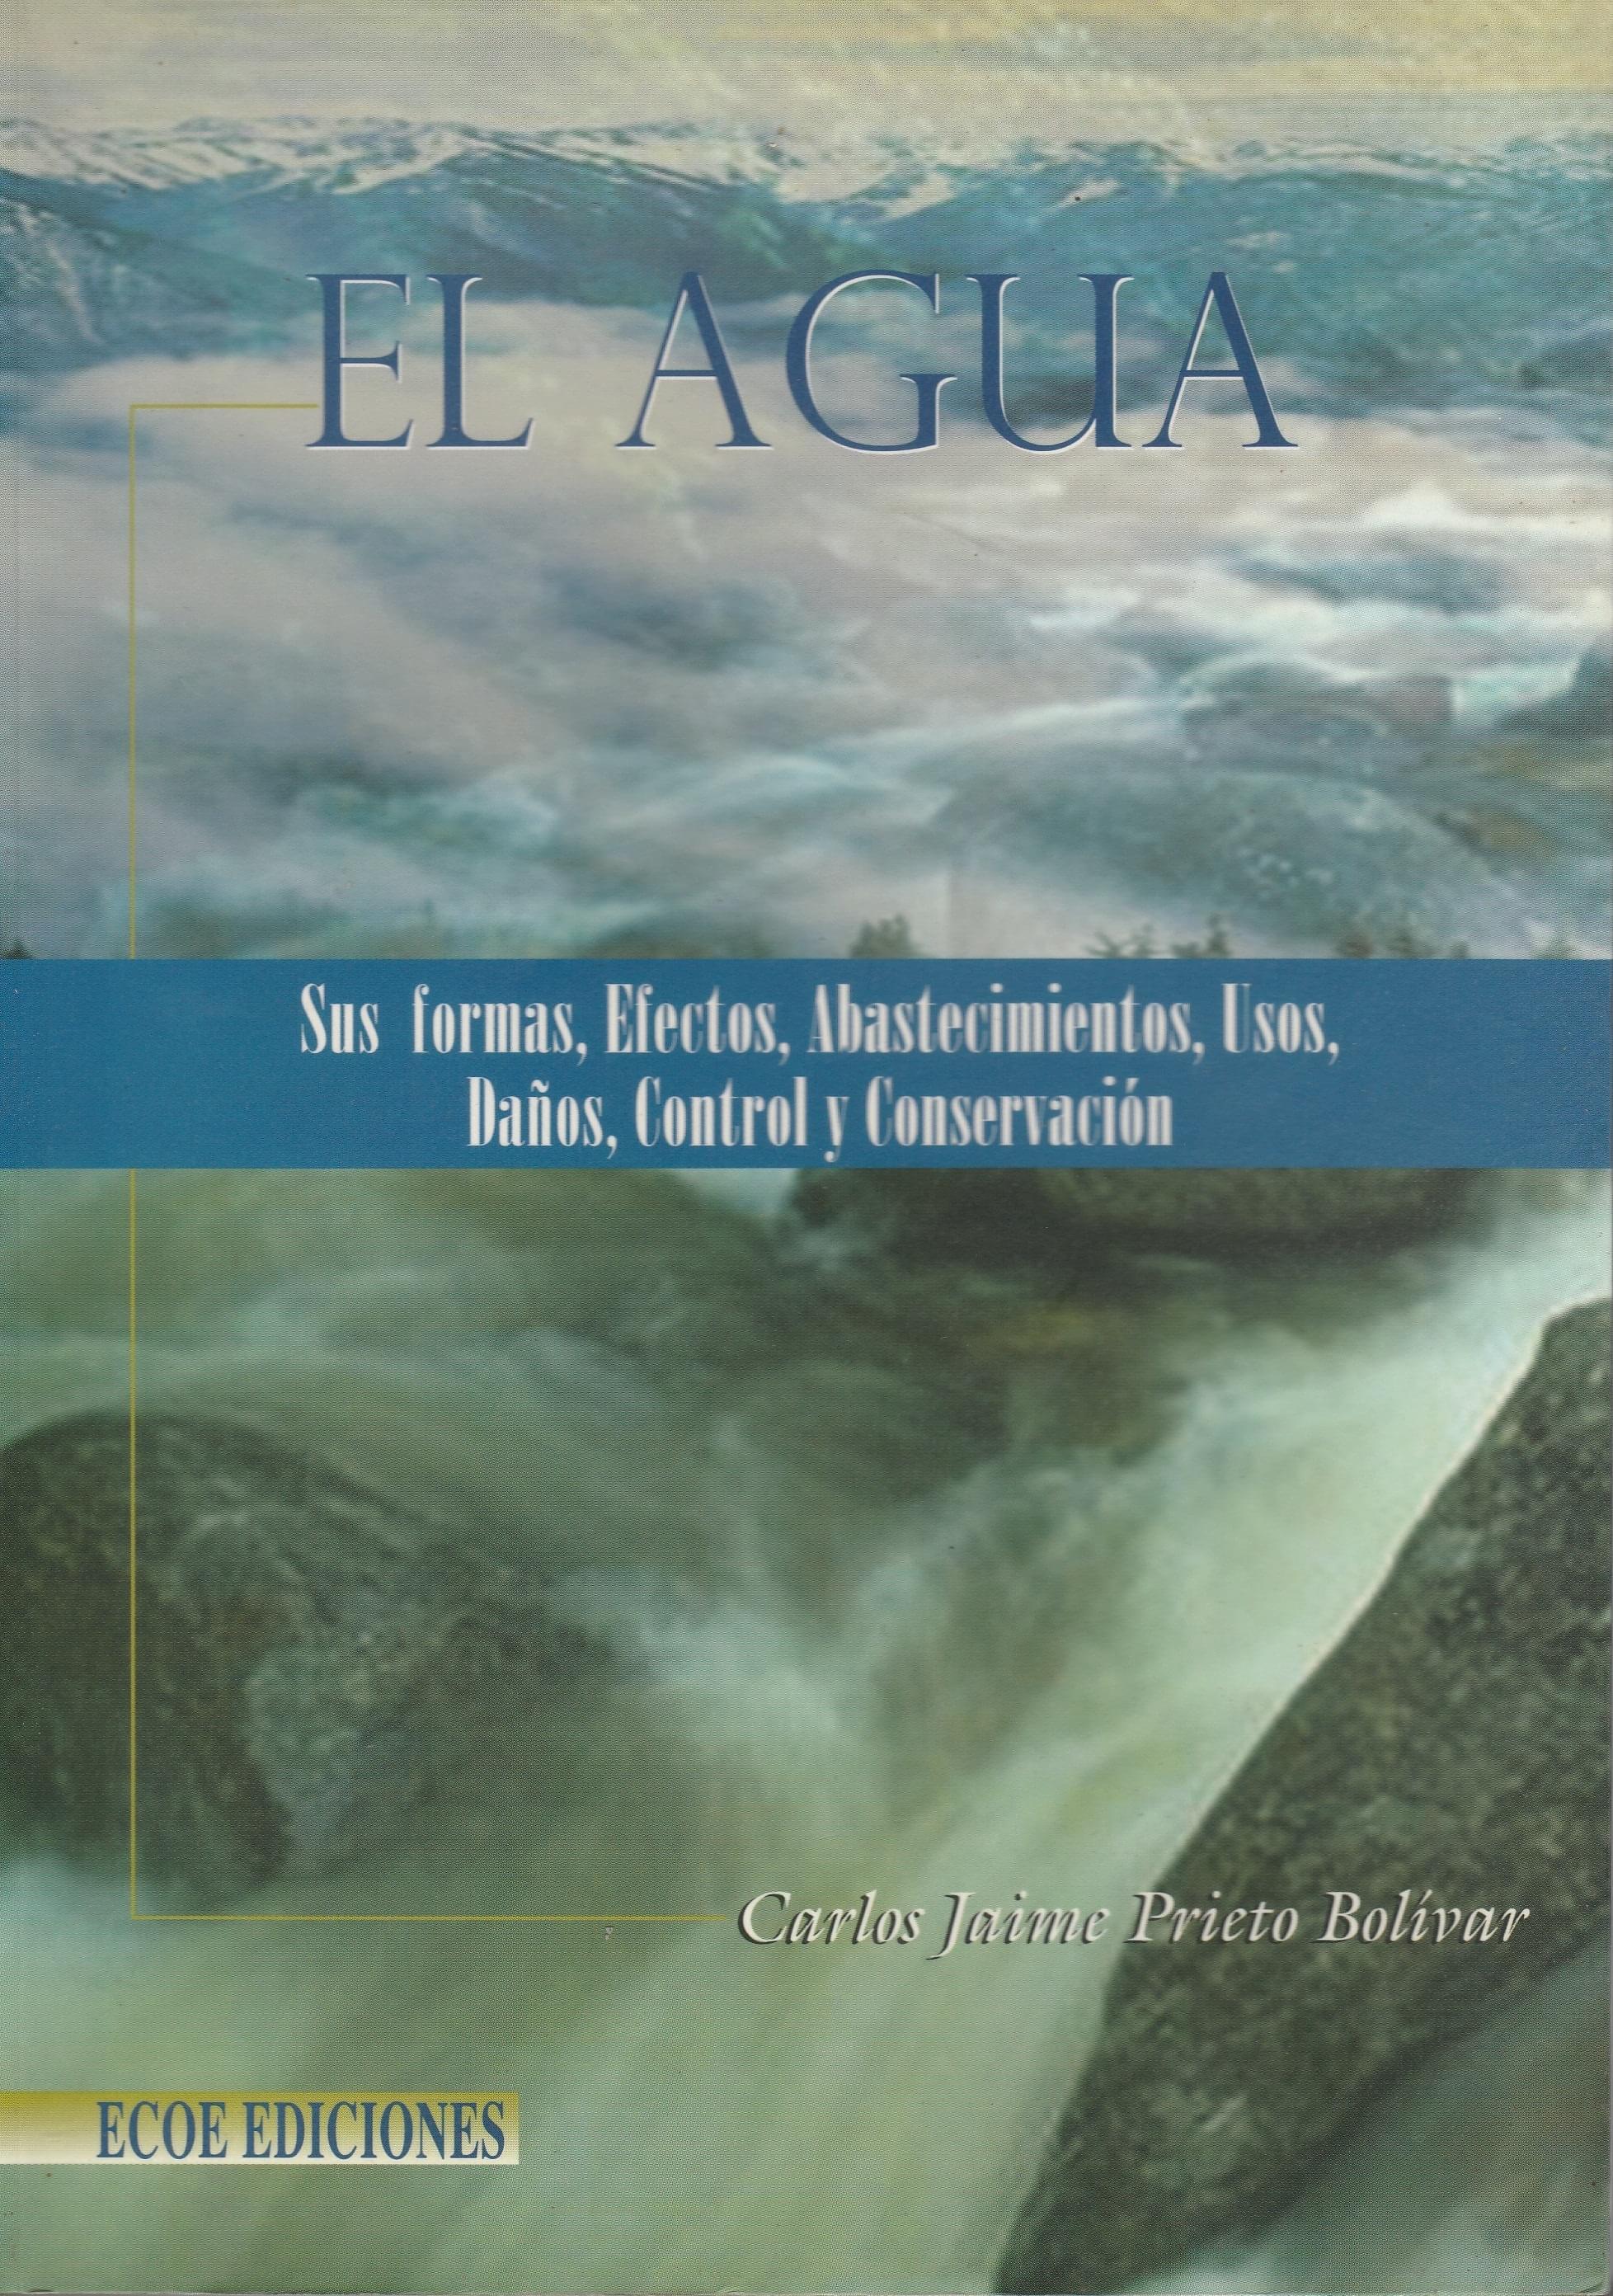 EL AGUA
Sus formas, Efectos, Abastecimientos, Usos,
Daños, Control y Conservación
Carlos Jaime Prieto Bolívar
ECOE EDICIONES